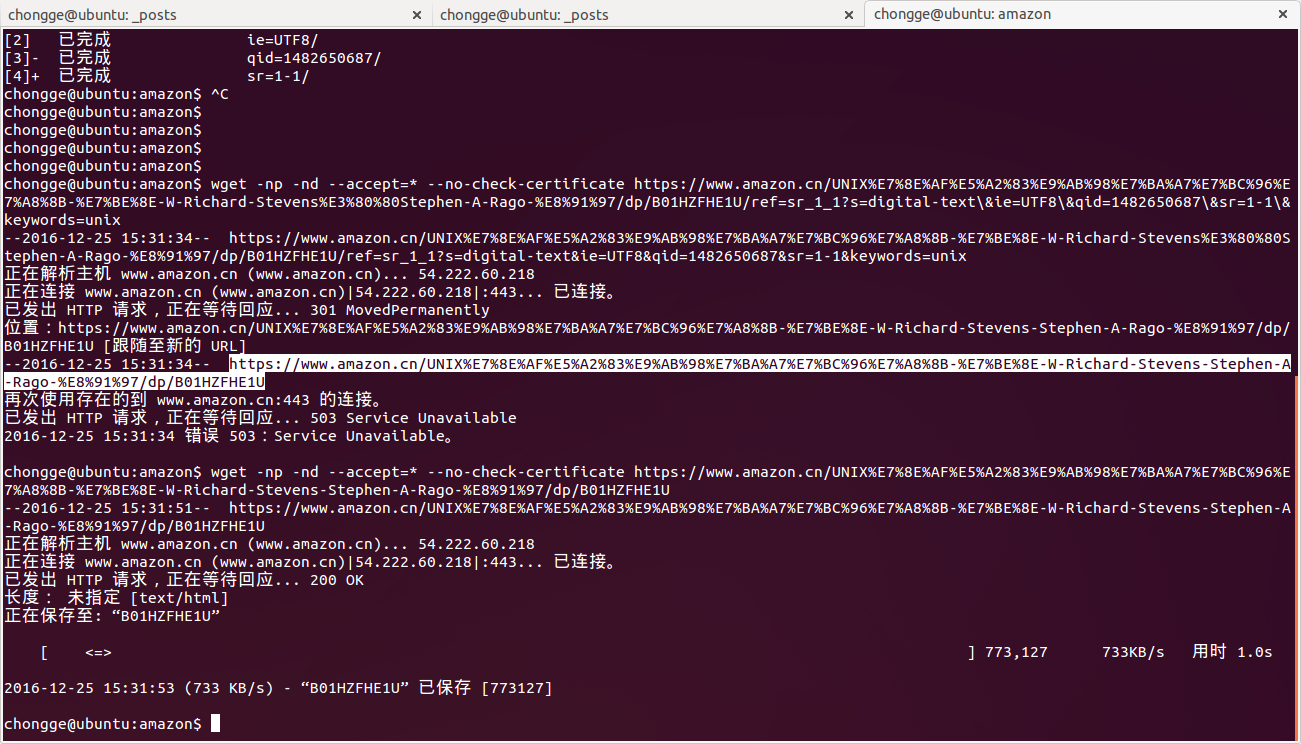 chongge@ubuntu: _posts × chongge@ubuntu: _posts × chongge@ubuntu: amazon ×
[2]   已完成               ie=UTF8/
[3]-  已完成               qid=1482650687/
[4]+  已完成               sr=1-1/
chongge@ubuntu:amazon$ ^C
chongge@ubuntu:amazon$
chongge@ubuntu:amazon$
chongge@ubuntu:amazon$
chongge@ubuntu:amazon$
chongge@ubuntu:amazon$ wget -np -nd --accept=* --no-check-certificate https://www.amazon.cn/UNIX%E7%8E%AF%E5%A2%83%E9%AB%98%E7%BA%A7%E7%BC%96%E
7%A8%8B-%E7%BE%8E-W-Richard-Stevens%E3%80%80Stephen-A-Rago-%E8%91%97/dp/B01HZFHE1U/ref=sr_1_1?s=digital-text\&ie=UTF8\&qid=1482650687\&sr=1-1\&
keywords=unix
--2016-12-25 15:31:34--  https://www.amazon.cn/UNIX%E7%8E%AF%E5%A2%83%E9%AB%98%E7%BA%A7%E7%BC%96%E7%A8%8B-%E7%BE%8E-W-Richard-Stevens%E3%80%80S
tephen-A-Rago-%E8%91%97/dp/B01HZFHE1U/ref=sr_1_1?s=digital-text&ie=UTF8&qid=1482650687&sr=1-1&keywords=unix
正在解析主机 www.amazon.cn (www.amazon.cn)... 54.222.60.218
正在连接 www.amazon.cn (www.amazon.cn)|54.222.60.218|:443... 已连接。
已发出 HTTP 请求，正在等待回应... 301 MovedPermanently
位置：https://www.amazon.cn/UNIX%E7%8E%AF%E5%A2%83%E9%AB%98%E7%BA%A7%E7%BC%96%E7%A8%8B-%E7%BE%8E-W-Richard-Stevens-Stephen-A-Rago-%E8%91%97/dp/
B01HZFHE1U [跟随至新的 URL]
--2016-12-25 15:31:34--  https://www.amazon.cn/UNIX%E7%8E%AF%E5%A2%83%E9%AB%98%E7%BA%A7%E7%BC%96%E7%A8%8B-%E7%BE%8E-W-Richard-Stevens-Stephen-A
-Rago-%E8%91%97/dp/B01HZFHE1U
再次使用存在的到 www.amazon.cn:443 的连接。
已发出 HTTP 请求，正在等待回应... 503 Service Unavailable
2016-12-25 15:31:34 错误 503：Service Unavailable。
chongge@ubuntu:amazon$ wget -np -nd --accept=* --no-check-certificate https://www.amazon.cn/UNIX%E7%8E%AF%E5%A2%83%E9%AB%98%E7%BA%A7%E7%BC%96%E
7%A8%8B-%E7%BE%8E-W-Richard-Stevens-Stephen-A-Rago-%E8%91%97/dp/B01HZFHE1U
--2016-12-25 15:31:51--  https://www.amazon.cn/UNIX%E7%8E%AF%E5%A2%83%E9%AB%98%E7%BA%A7%E7%BC%96%E7%A8%8B-%E7%BE%8E-W-Richard-Stevens-Stephen-A
-Rago-%E8%91%97/dp/B01HZFHE1U
正在解析主机 www.amazon.cn (www.amazon.cn)... 54.222.60.218
正在连接 www.amazon.cn (www.amazon.cn)|54.222.60.218|:443... 已连接。
已发出 HTTP 请求，正在等待回应... 200 OK
长度： 未指定 [text/html]
正在保存至: “B01HZFHE1U”
    [    <=>                                                                                               ] 773,127      733KB/s   用时 1.0s
2016-12-25 15:31:53 (733 KB/s) - “B01HZFHE1U” 已保存 [773127]
chongge@ubuntu:amazon$